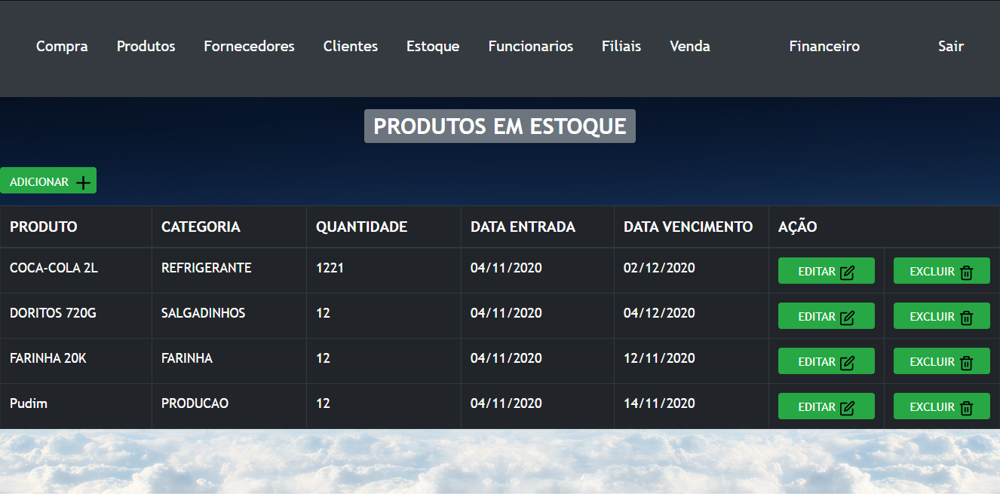 Compra Produtos Fornecedores Clientes Estoque Funcionarios Filiais Venda Financeiro Sair
PRODUTOS EM ESTOQUE
ADICIONAR
PRODUTO CATEGORIA QUANTIDADE DATA ENTRADA DATA VENCIMENTO AÇÃO
COCA-COLA 2L REFRIGERANTE 1221 04/11/2020 02/12/2020 EDITAR EXCLUIR
DORITOS 720G SALGADINHOS 12 04/11/2020 04/12/2020 EDITAR EXCLUIR
FARINHA 20K FARINHA 12 04/11/2020 12/11/2020 EDITAR EXCLUIR
Pudim PRODUCAO 12 04/11/2020 14/11/2020 EDITAR EXCLUIR